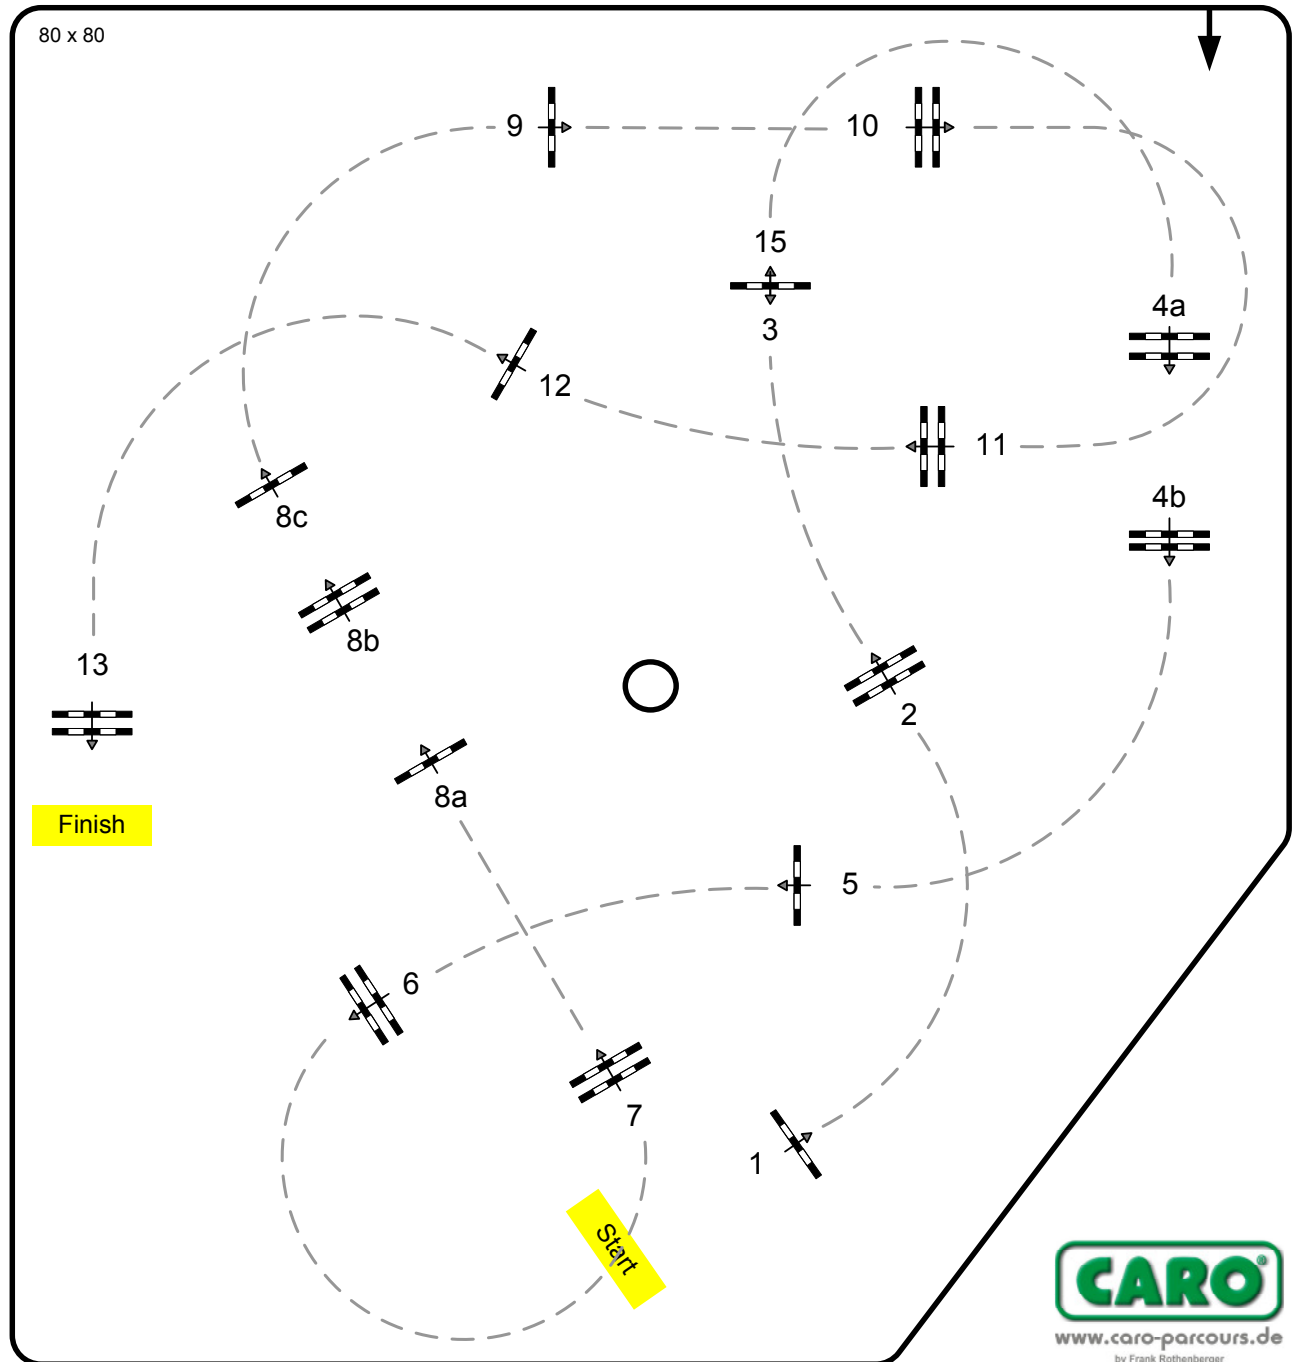 80 x 80
9
10
15
3
4a
12
11
8c
4b
8b
13
2
8a
Finish
5
6
7
1
Start
CARO®
www.caro-parcours.de
by Frank Rothenberger